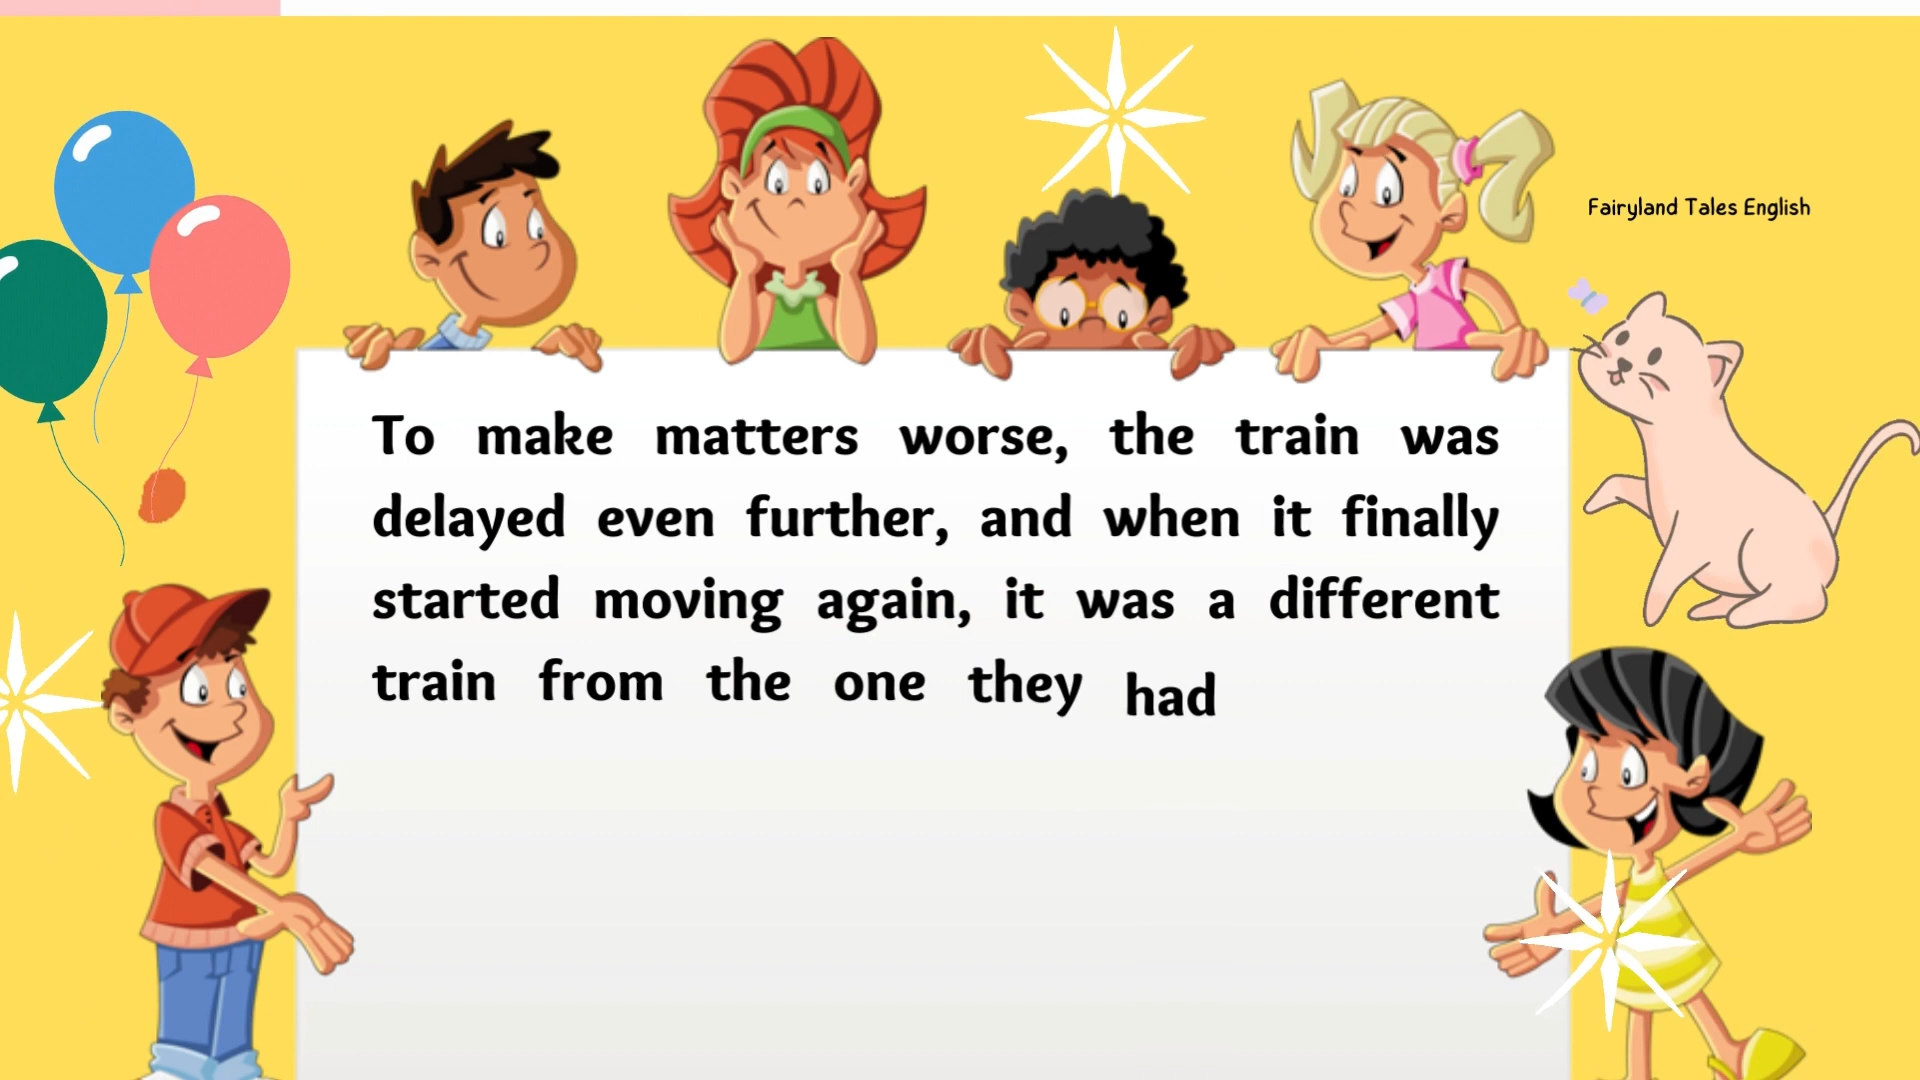 Fairyland Tales English
To make matters worse, the train was
delayed even further, and when it finally
started moving again, it was a different
train from the one they had